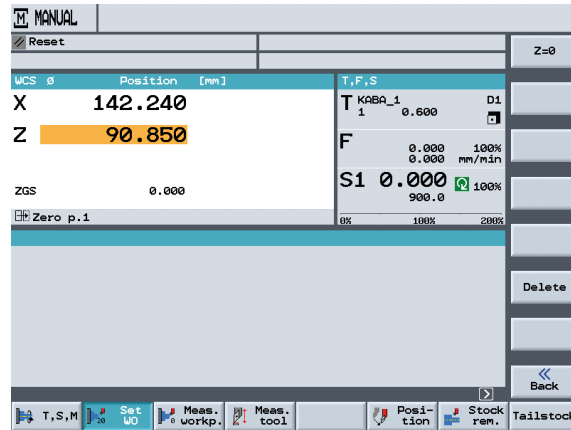 M MANUAL
Reset
Z=0
WCS ø Position [mm]
T,F,S
X 142.240
T KABA_1 D1
1 0.600
Z 90.850
F 0.000 100%
0.000 mm/min
S1 0.000 100%
900.0
ZGS 0.000
Zero p.1
0% 100% 200%
Delete
Back
T,S,M
Set WO
Meas. workp.
Meas. tool
Posi- tion
Stock rem.
Tailstock